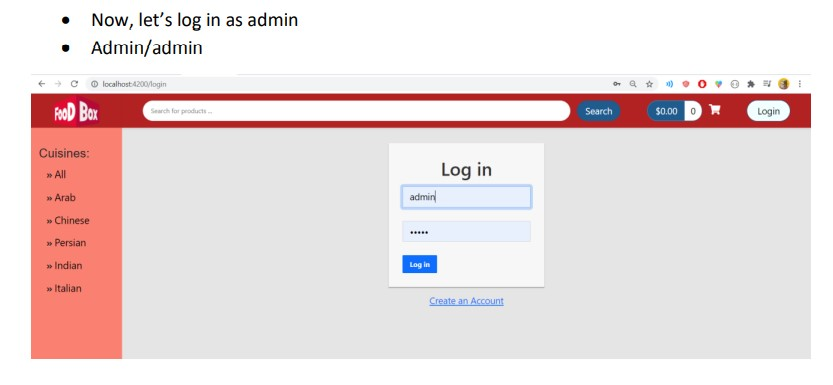 • Now, let’s log in as admin
• Admin/admin
localhost:4200/login
FooD Box
Search for products ...
Search
$0.00 0
Login
Cuisines:
» All
» Arab
» Chinese
» Persian
» Indian
» Italian
Log in
admin
•••••
Log in
Create an Account